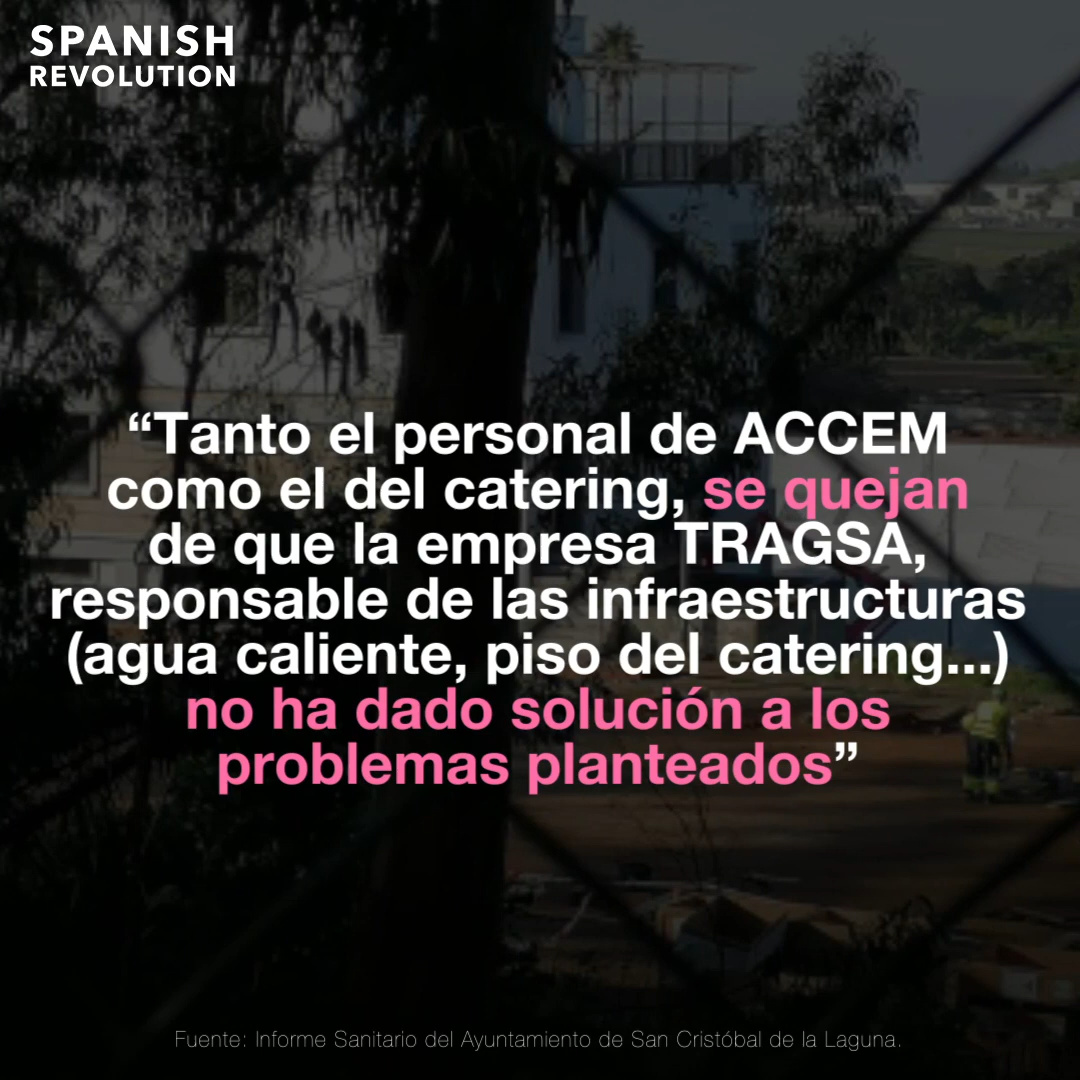 SPANISH
REVOLUTION
“Tanto el personal de ACCEM
como el del catering, se quejan
de que la empresa TRAGSA,
responsable de las infraestructuras
(agua caliente, piso del catering...)
no ha dado solución a los
problemas planteados”
Fuente: Informe Sanitario del Ayuntamiento de San Cristóbal de la Laguna.